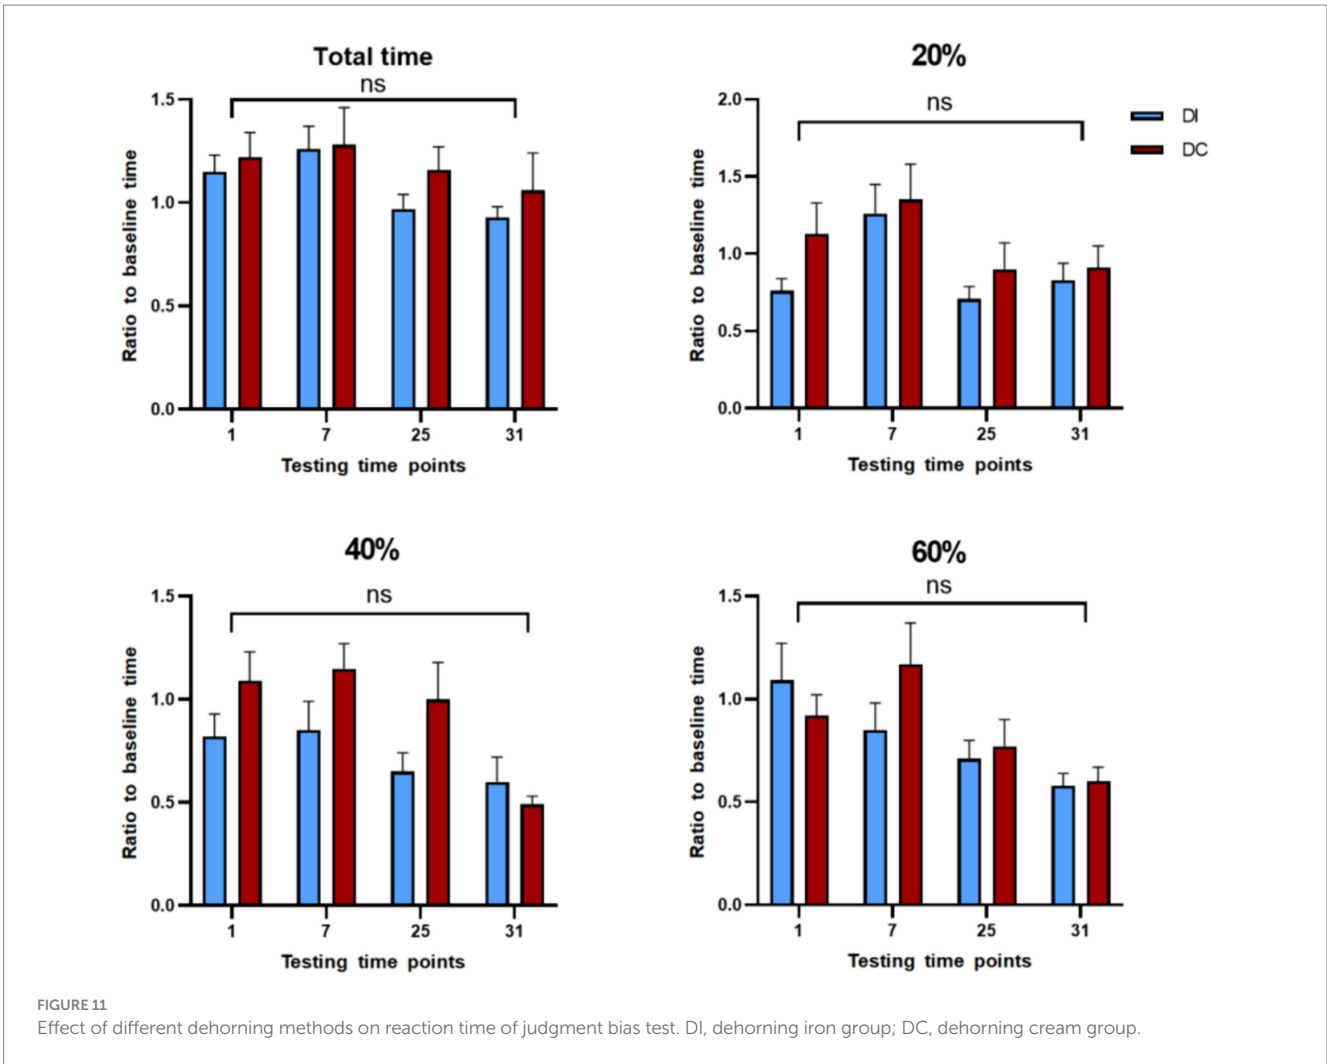 Total time
ns
1.5
1.0
0.5
0.0
Ratio to baseline time
1 7 25 31
Testing time points
20%
ns
2.0
1.5
1.0
0.5
0.0
Ratio to baseline time
1 7 25 31
Testing time points
DI
DC
40%
ns
1.5
1.0
0.5
0.0
Ratio to baseline time
1 7 25 31
Testing time points
60%
ns
1.5
1.0
0.5
0.0
Ratio to baseline time
1 7 25 31
Testing time points
FIGURE 11
Effect of different dehorning methods on reaction time of judgment bias test. DI, dehorning iron group; DC, dehorning cream group.